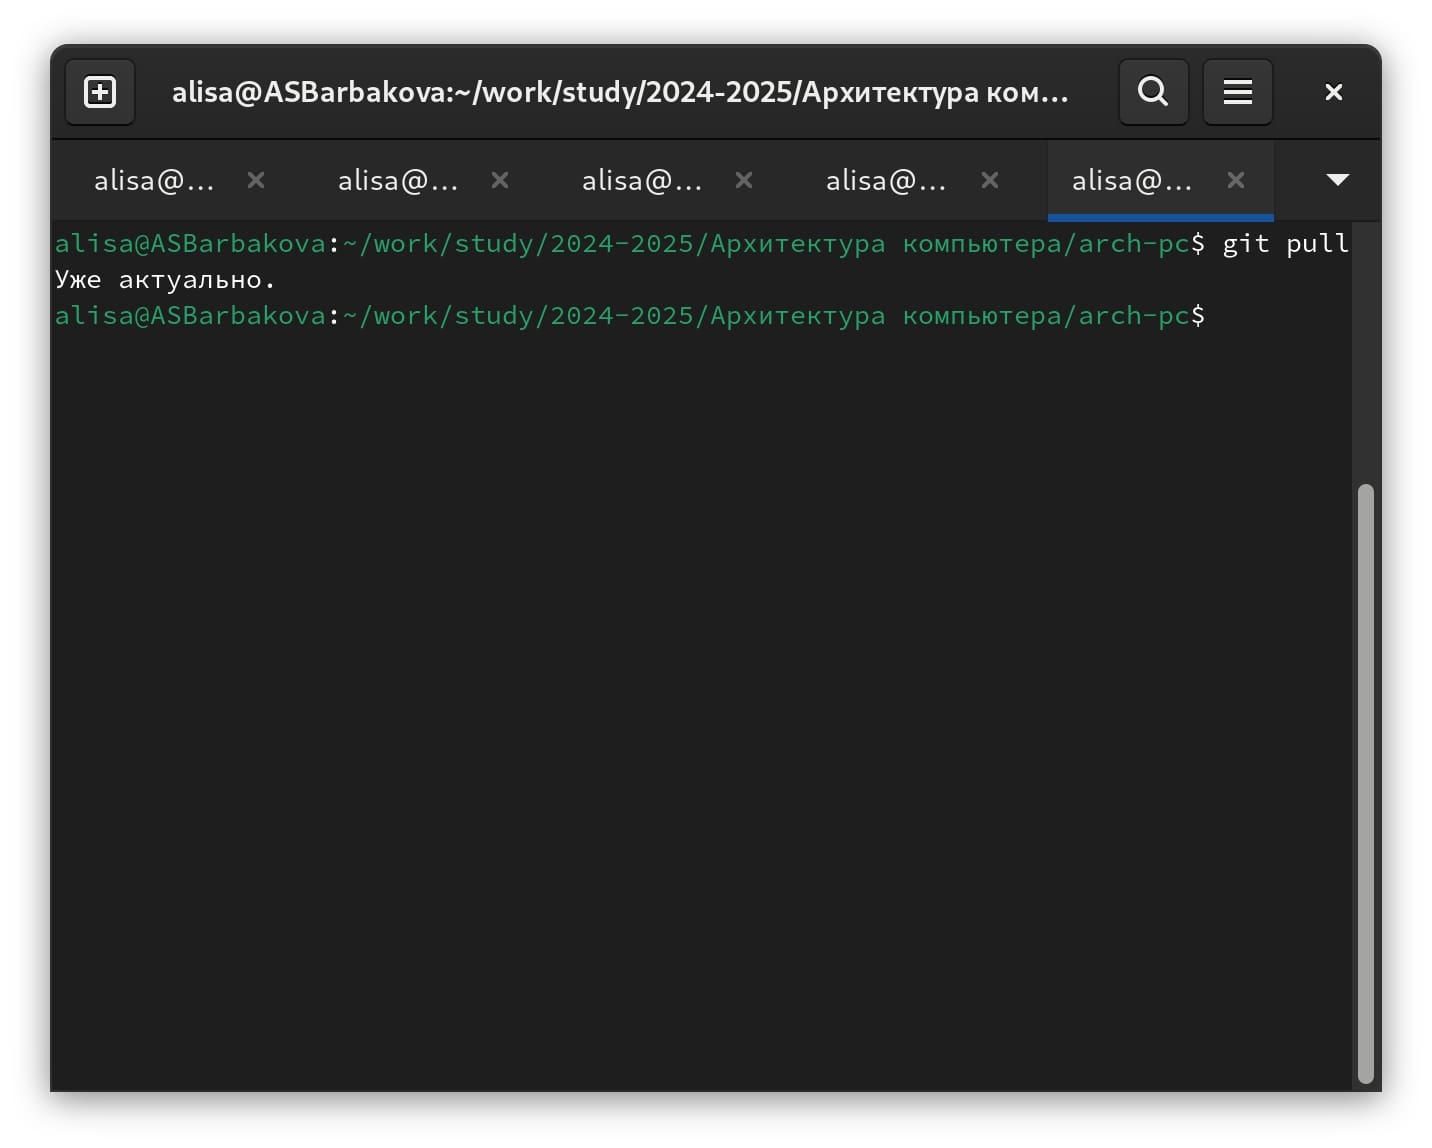 alisa@ASBarbakova:~/work/study/2024-2025/Архитектура ком...
alisa@... alisa@... alisa@... alisa@... alisa@...
alisa@ASBarbakova:~/work/study/2024-2025/Архитектура компьютера/arch-pc$ git pull
Уже актуально.
alisa@ASBarbakova:~/work/study/2024-2025/Архитектура компьютера/arch-pc$